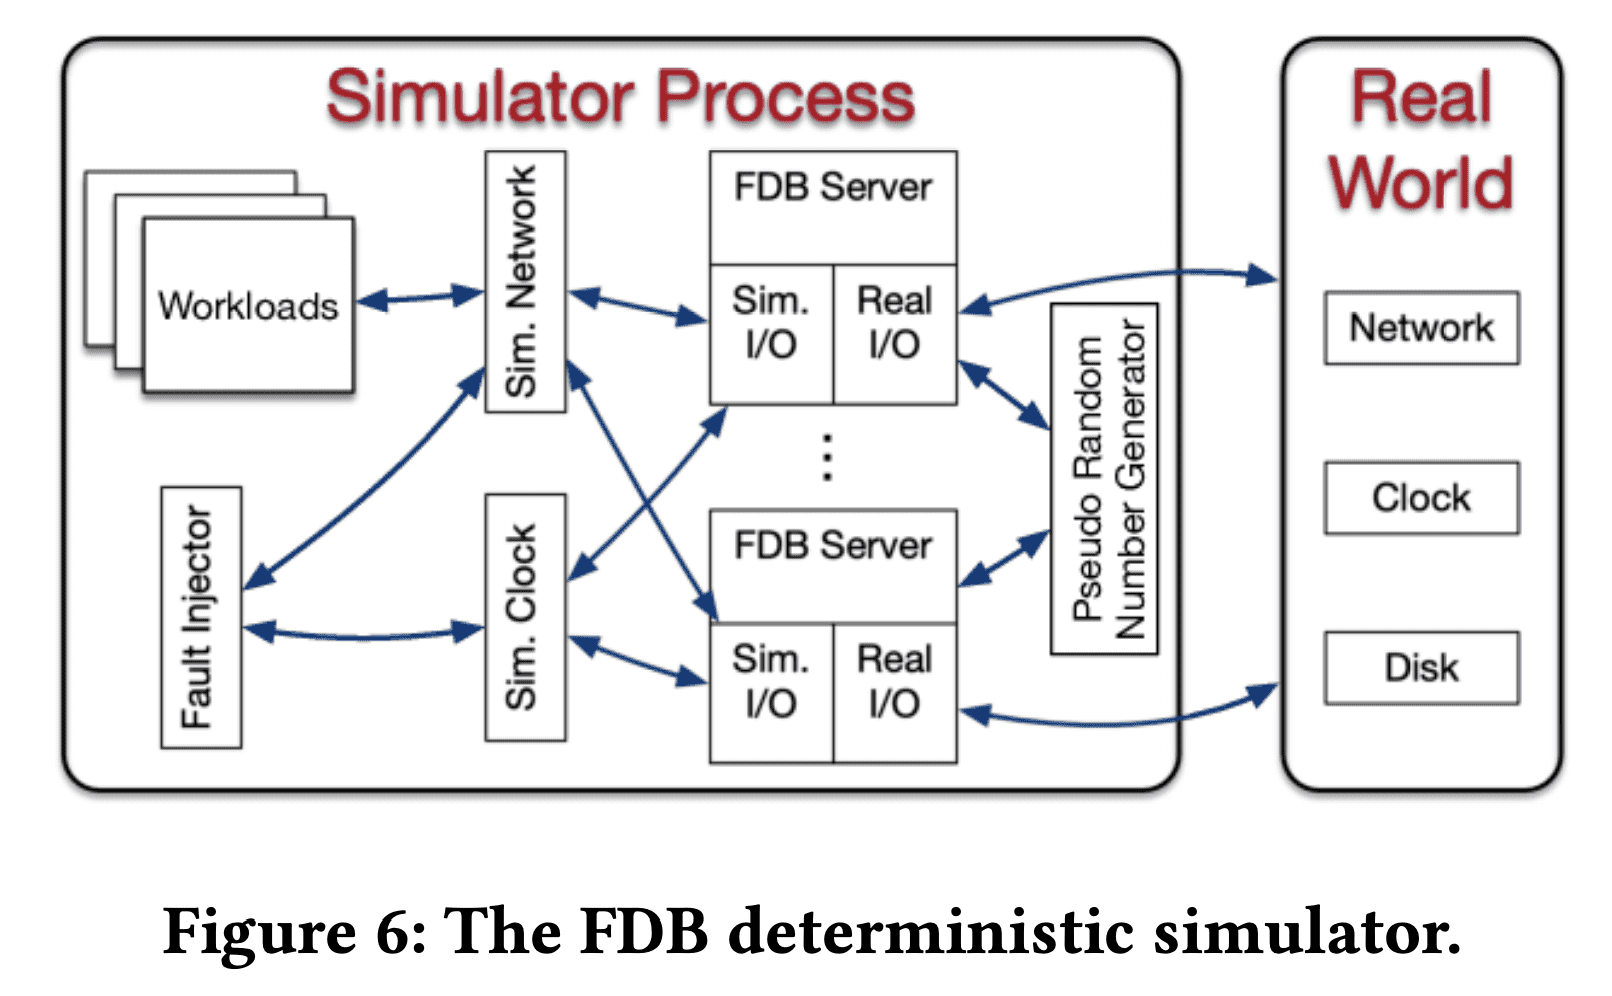 Simulator Process
Workloads
Sim. Network
FDB Server
Sim.
I/O
Real
I/O
Fault Injector
Sim. Clock
⋮
FDB Server
Sim.
I/O
Real
I/O
Pseudo Random
Number Generator
Real
World
Network
Clock
Disk
Figure 6: The FDB deterministic simulator.